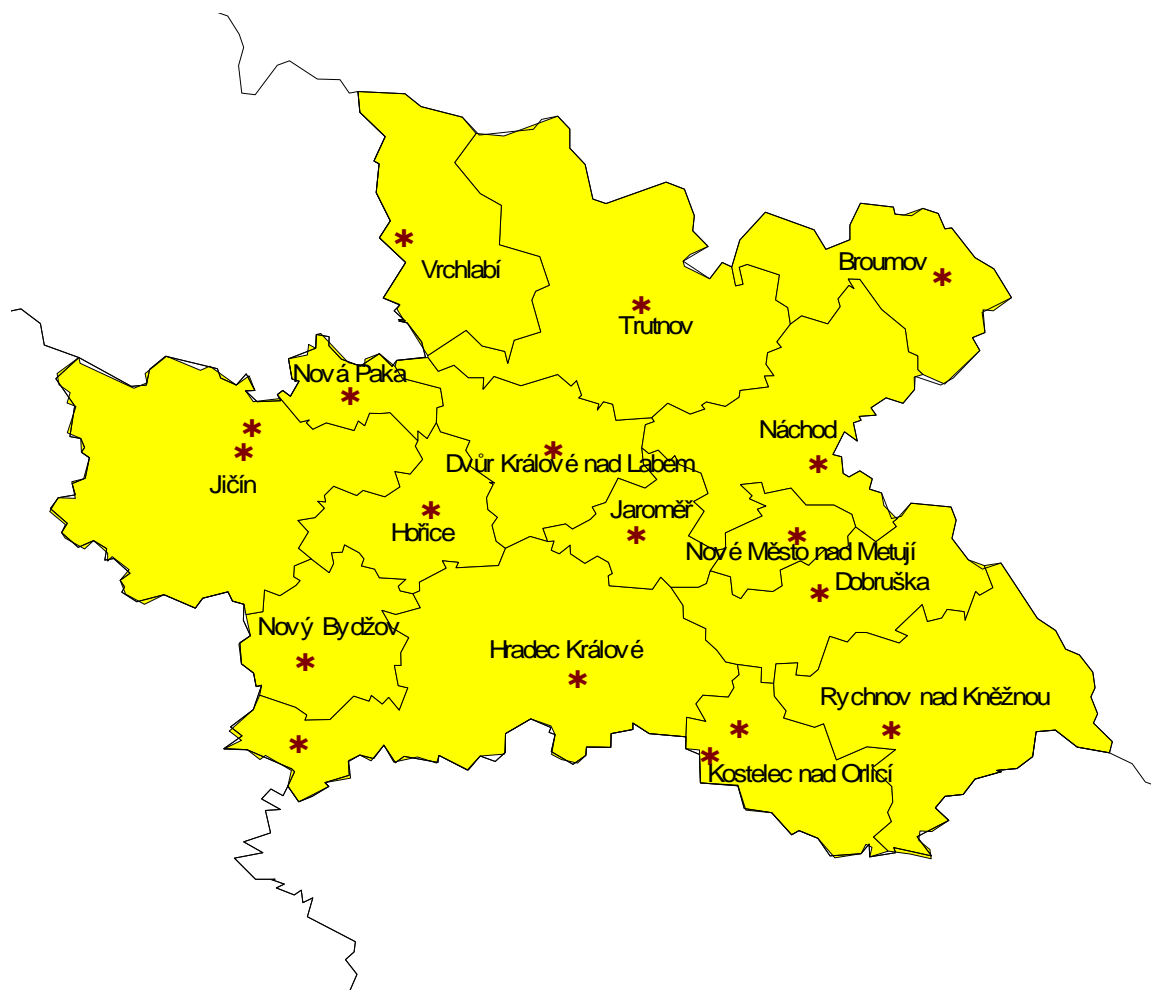 Broumov
Vrchlabí
Trutnov
Nová Paka
Náchod
Dvůr Králové nad Labem
Jičín
Jaroměř
Hořice
Nové Město nad Metují
Dobruška
Nový Bydžov
Hradec Králové
Rychnov nad Kněžnou
Kostelec nad Orlicí